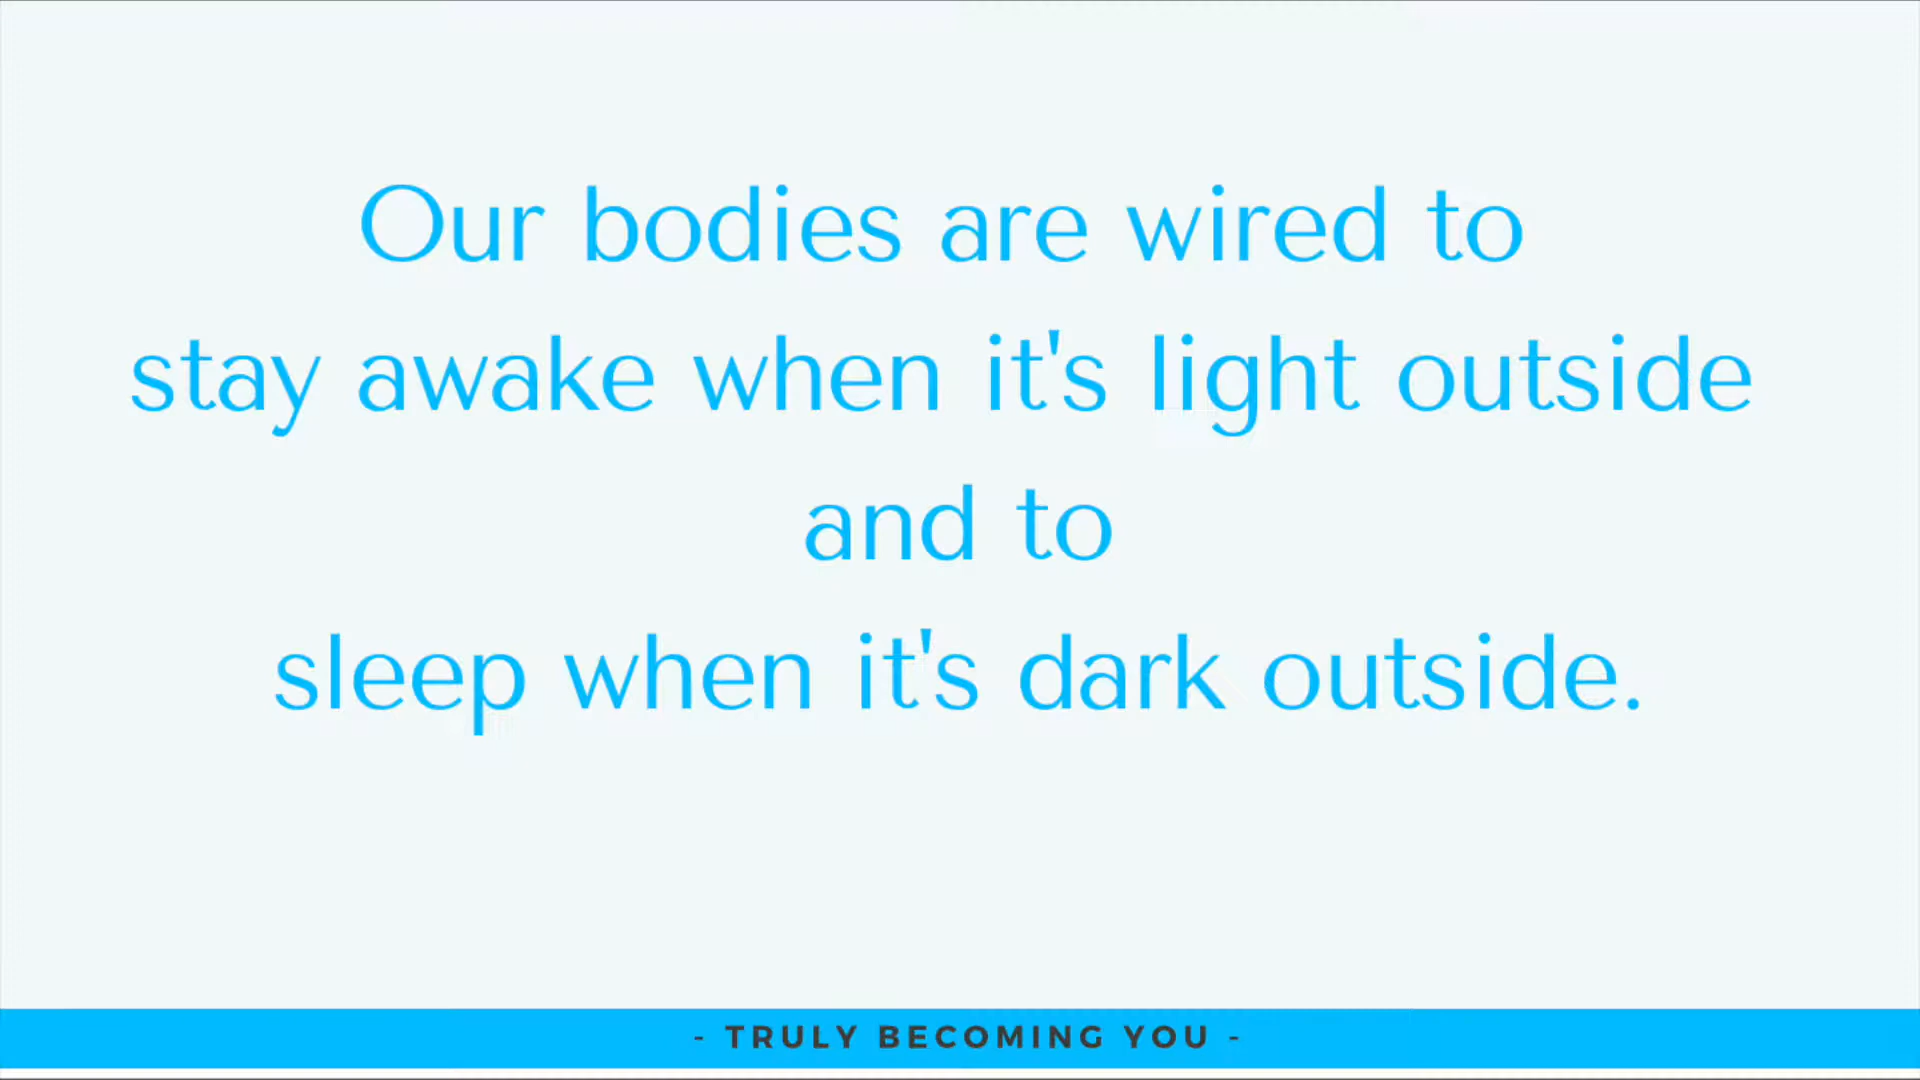 Our bodies are wired to
stay awake when it's light outside
and to
sleep when it's dark outside.
- TRULY BECOMING YOU -